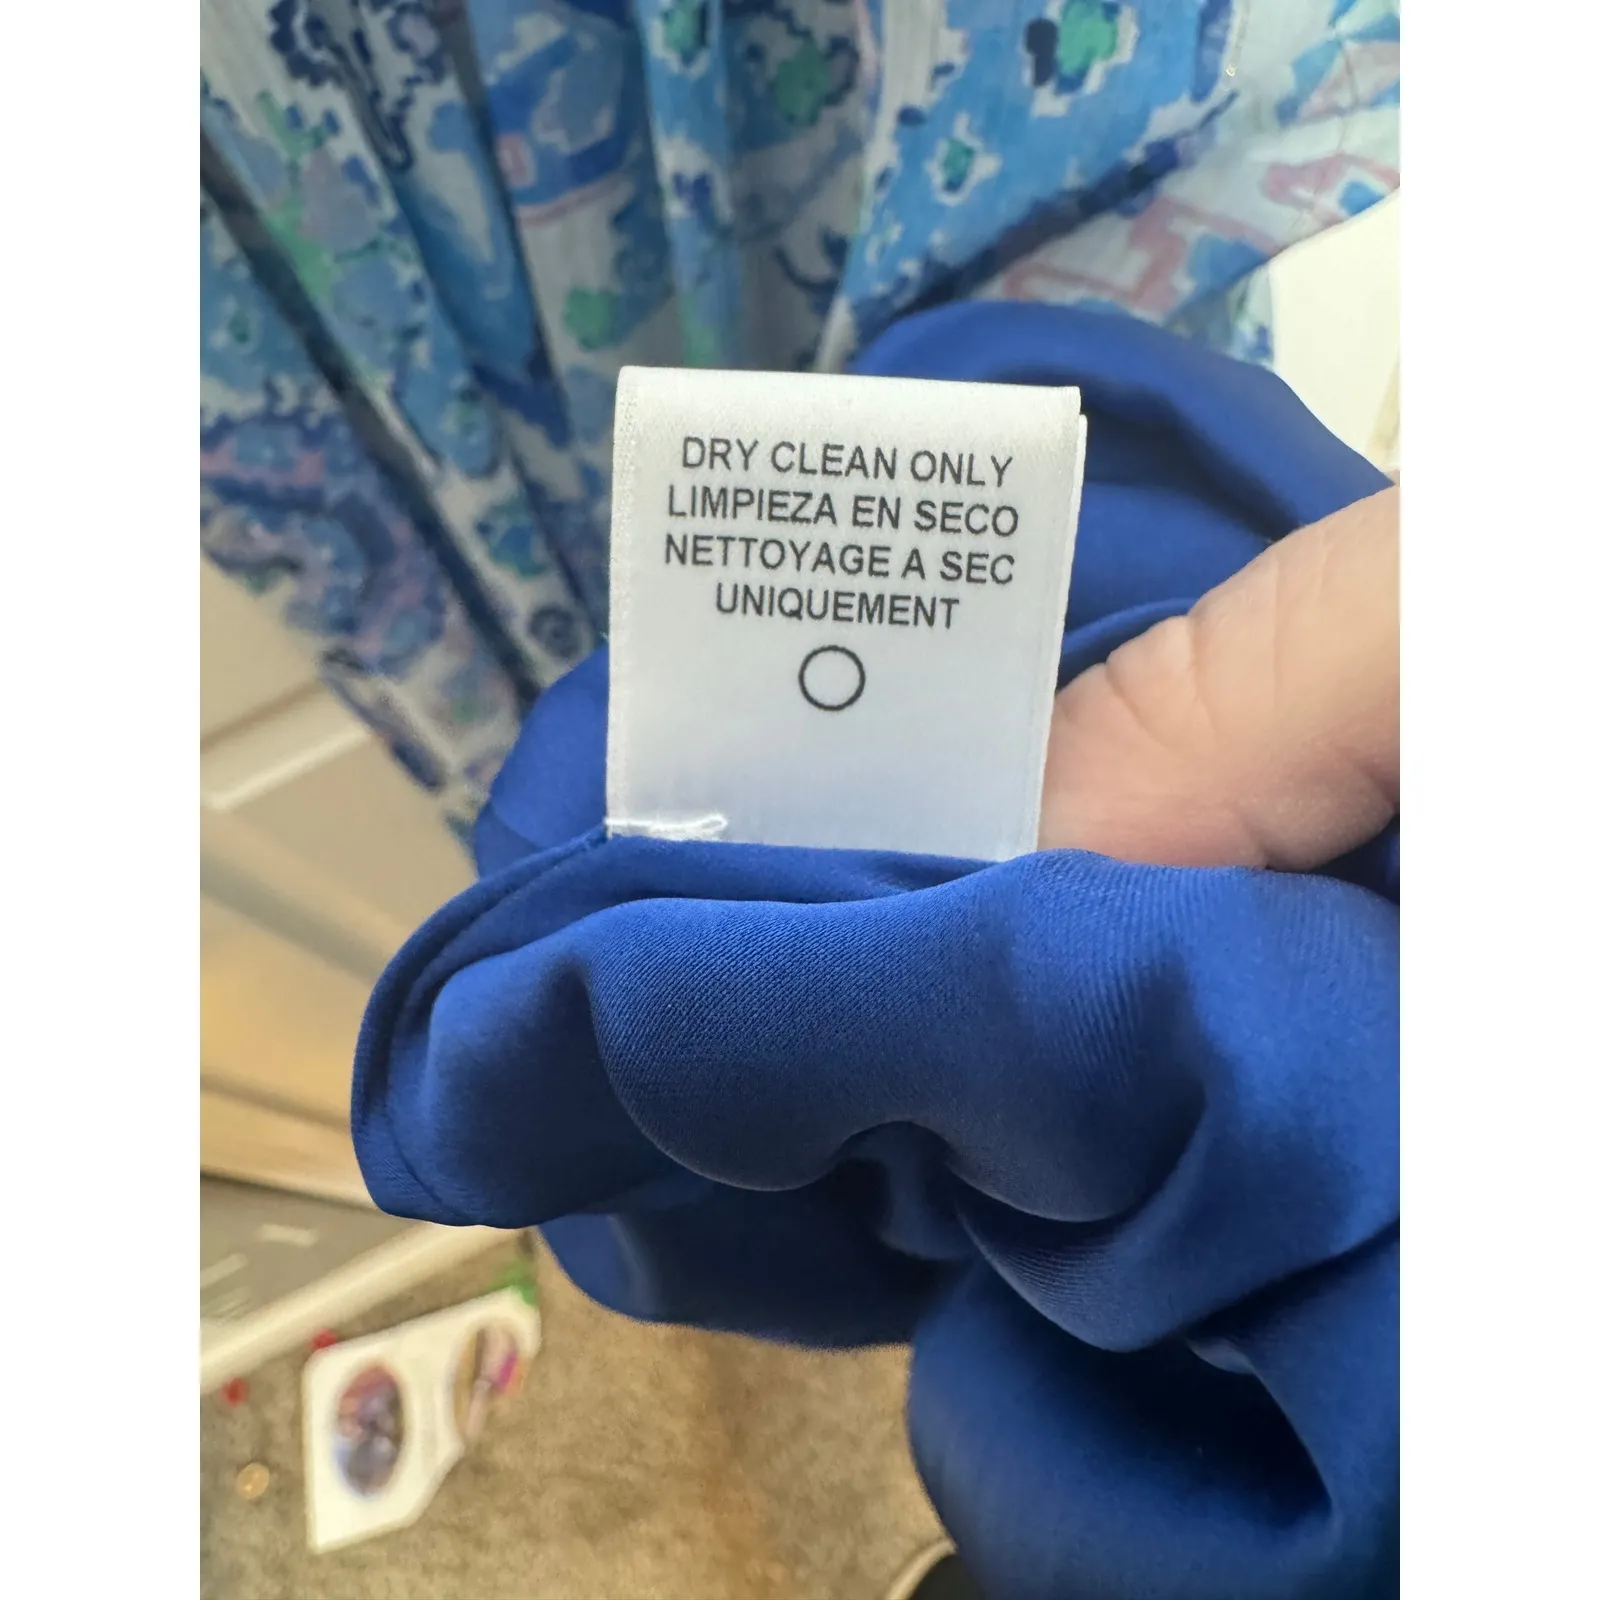 DRY CLEAN ONLY
LIMPIEZA EN SECO
NETTOYAGE A SEC
UNIQUEMENT